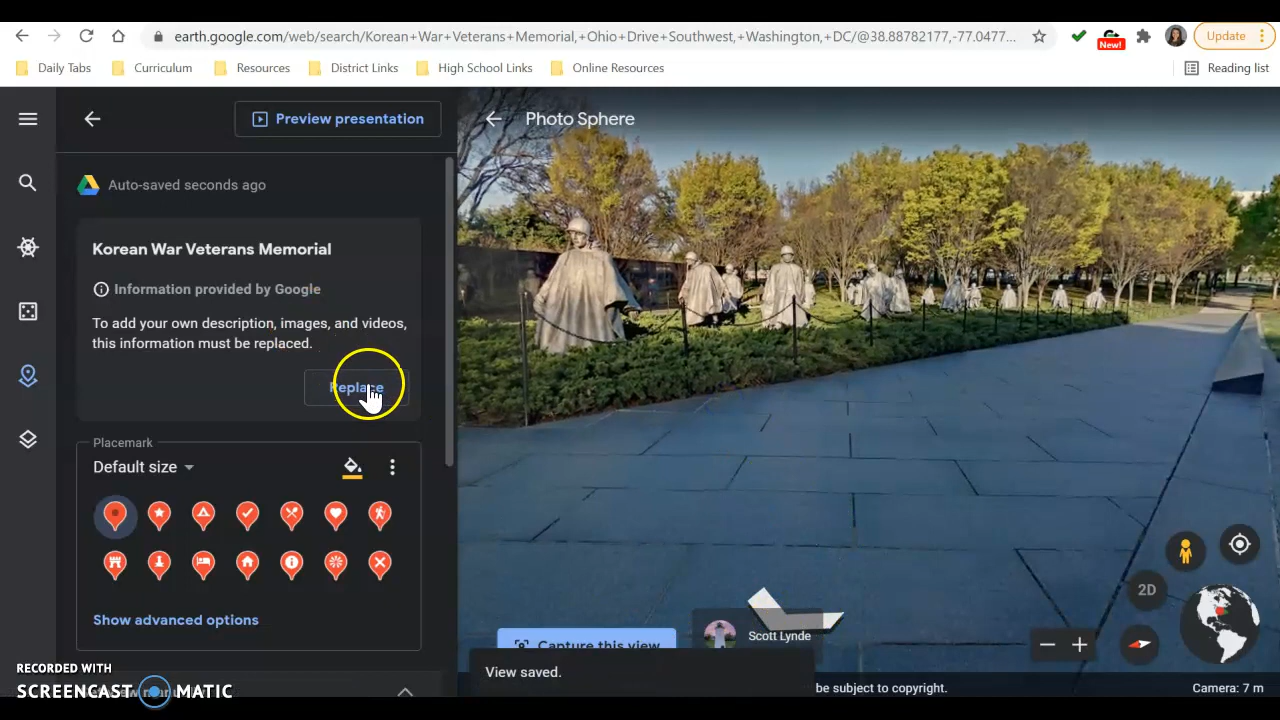 earth.google.com/web/search/Korean+War+Veterans+Memorial,+Ohio+Drive+Southwest,+Washington,+DC/@38.88782177,-77.0477...
New!
Update
Daily Tabs
Curriculum
Resources
District Links
High School Links
Online Resources
Reading list
Preview presentation
Photo Sphere
Auto-saved seconds ago
Korean War Veterans Memorial
Information provided by Google
To add your own description, images, and videos,
this information must be replaced.
Replace
Placemark
Default size
Show advanced options
2D
Capture this view
Scott Lynde
View saved.
be subject to copyright.
Camera: 7 m
RECORDED WITH
SCREENCAST MATIC